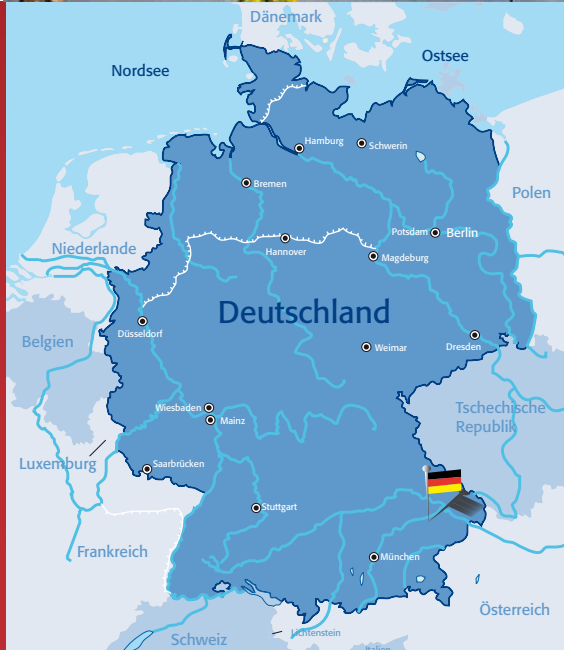 Dänemark
Ostsee
Nordsee
Hamburg
Schwerin
Bremen
Polen
Potsdam
Berlin
Niederlande
Hannover
Magdeburg
Deutschland
Düsseldorf
Belgien
Weimar
Dresden
Wiesbaden
Mainz
Tschechische
Republik
Luxemburg
Saarbrücken
Stuttgart
Frankreich
München
Österreich
Schweiz
Lichtenstein
Italien